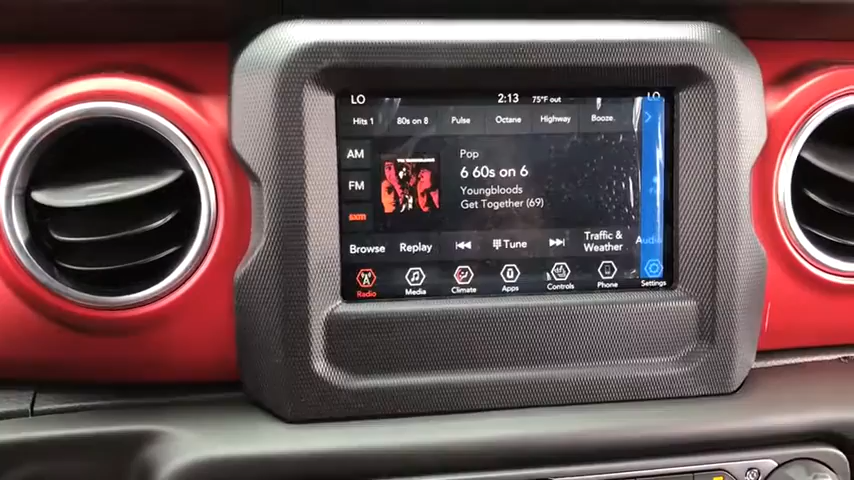 LO 2:13 75°F out LO
Hits 1 80s on 8 Pulse Octane Highway Booze
AM
FM
sxm
Pop
6 60s on 6
Youngbloods
Get Together (69)
Browse Replay Tune Traffic & Weather Audio
Radio Media Climate Apps Controls Phone Settings